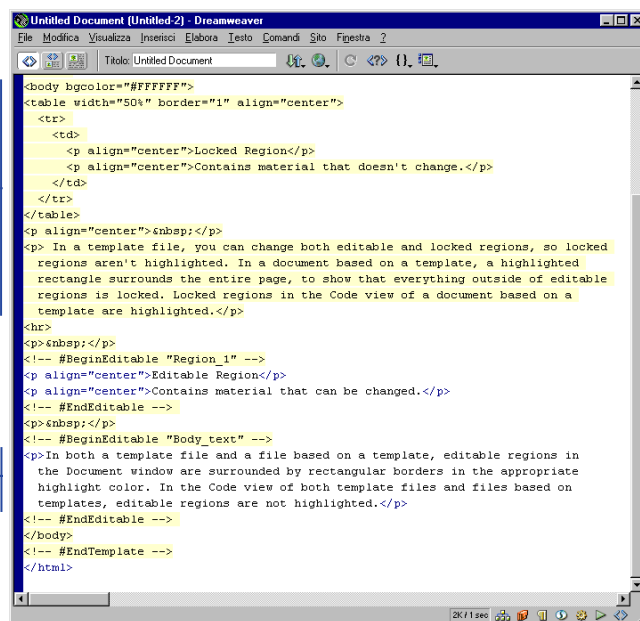 Untitled Document (Untitled-2) - Dreamweaver
File Modifica Visualizza Inserisci Elabora Testo Comandi Sito Finestra ?
Titolo: Untitled Document
<body bgcolor="#FFFFFF">
<table width="50%" border="1" align="center">
<tr>
<td>
<p align="center">Locked Region</p>
<p align="center">Contains material that doesn't change.</p>
</td>
</tr>
</table>
<p align="center">&nbsp;</p>
<p> In a template file, you can change both editable and locked regions, so locked
regions aren't highlighted. In a document based on a template, a highlighted
rectangle surrounds the entire page, to show that everything outside of editable
regions is locked. Locked regions in the Code view of a document based on a
template are highlighted.</p>
<hr>
<p>&nbsp;</p>
<!-- #BeginEditable "Region_1" -->
<p align="center">Editable Region</p>
<p align="center">Contains material that can be changed.</p>
<!-- #EndEditable -->
<p>&nbsp;</p>
<!-- #BeginEditable "Body_text" -->
<p>In both a template file and a file based on a template, editable regions in
the Document window are surrounded by rectangular borders in the appropriate
highlight color. In the Code view of both template files and files based on
templates, editable regions are not highlighted.</p>
<!-- #EndEditable -->
</body>
<!-- #EndTemplate -->
</html>
2K / 1 sec